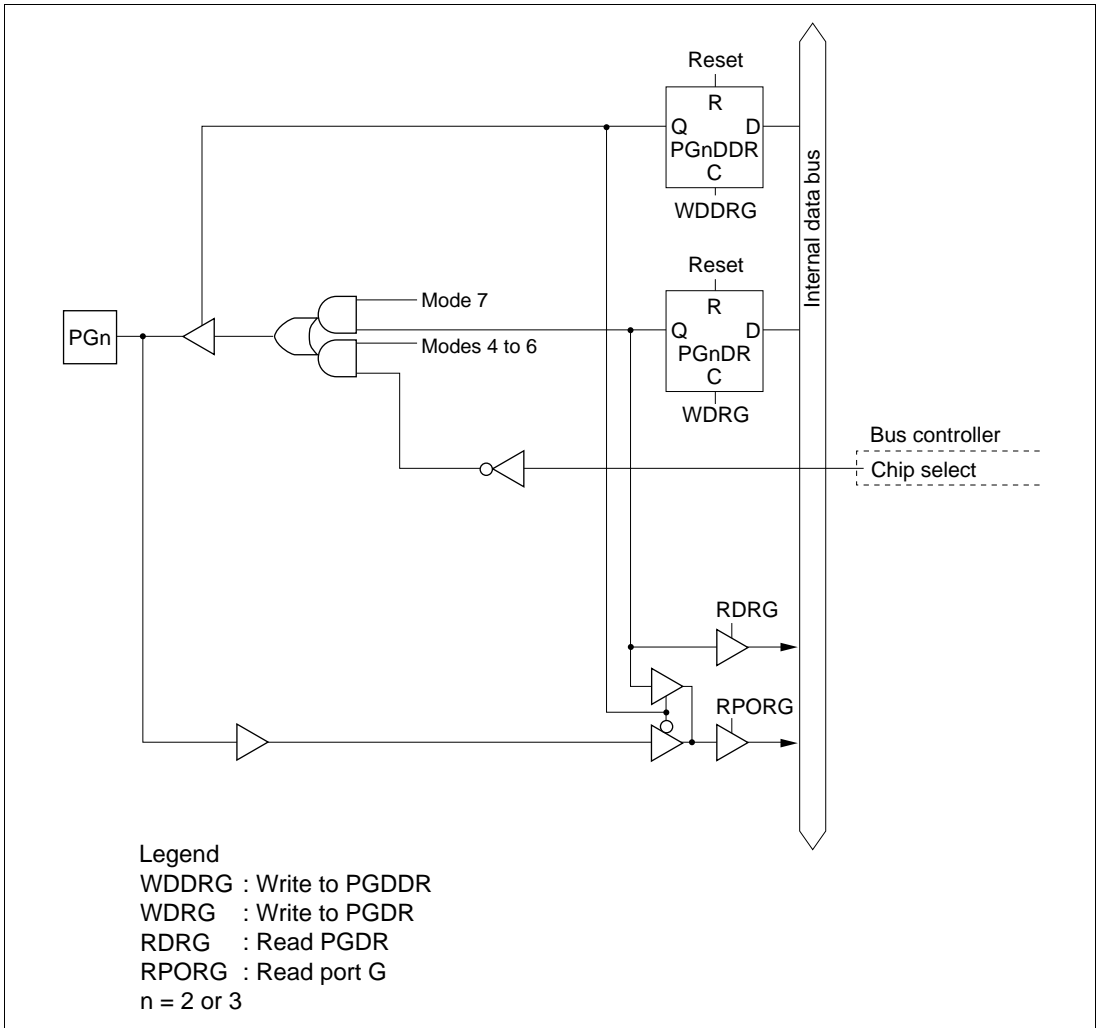 Reset
R
Q D
PGnDDR
C
WDDRG
Internal data bus
Reset
R
Mode 7
Q D
PGn
Modes 4 to 6
PGnDR
C
WDRG
Bus controller
Chip select
RDRG
RPORG
Legend
WDDRG : Write to PGDDR
WDRG : Write to PGDR
RDRG : Read PGDR
RPORG : Read port G
n = 2 or 3